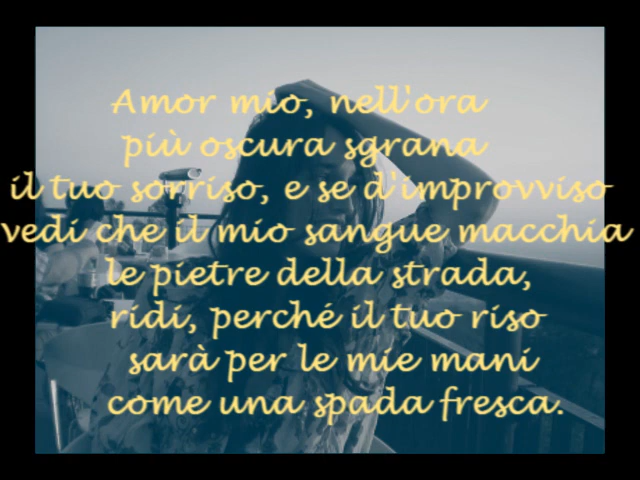 Amor mio, nell'ora
più oscura sgrana
il tuo sorriso, e se d'improvviso
vedi che il mio sangue macchia
le pietre della strada,
ridi, perché il tuo riso
sarà per le mie mani
come una spada fresca.